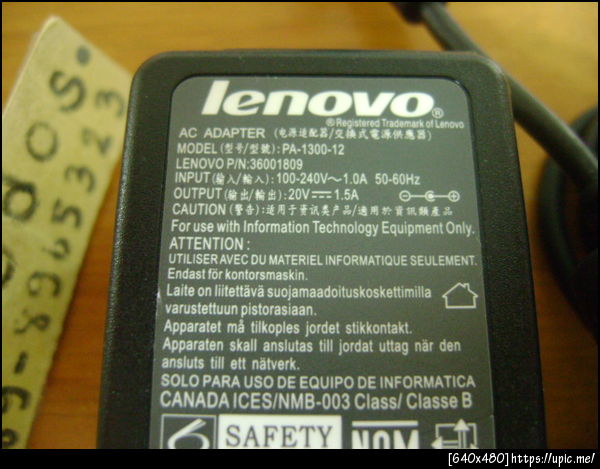 lenovo®
®Registered Trademark of Lenovo
AC ADAPTER (电源适配器/交換式電源供應器)
MODEL (型号/型號): PA-1300-12
LENOVO P/N:36001809
INPUT (输入/輸入): 100-240V～1.0A 50-60Hz
OUTPUT (输出/輸出): 20V⎓1.5A
CAUTION (警告): 适用于资讯类产品/適用於資訊類產品
For use with Information Technology Equipment Only.
ATTENTION :
UTILISER AVEC DU MATERIEL INFORMATIQUE SEULEMENT.
Endast för kontorsmaskin.
Laite on liitettävä suojamaadoituskoskettimilla
varustettuun pistorasiaan.
Apparatet må tilkoples jordet stikkontakt.
Apparaten skall anslutas till jordat uttag när den
ansluts till ett nätverk.
SOLO PARA USO DE EQUIPO DE INFORMATICA
CANADA ICES/NMB-003 Class/ Classe B
SAFETY
NOM
[640x480]https://upic.me/